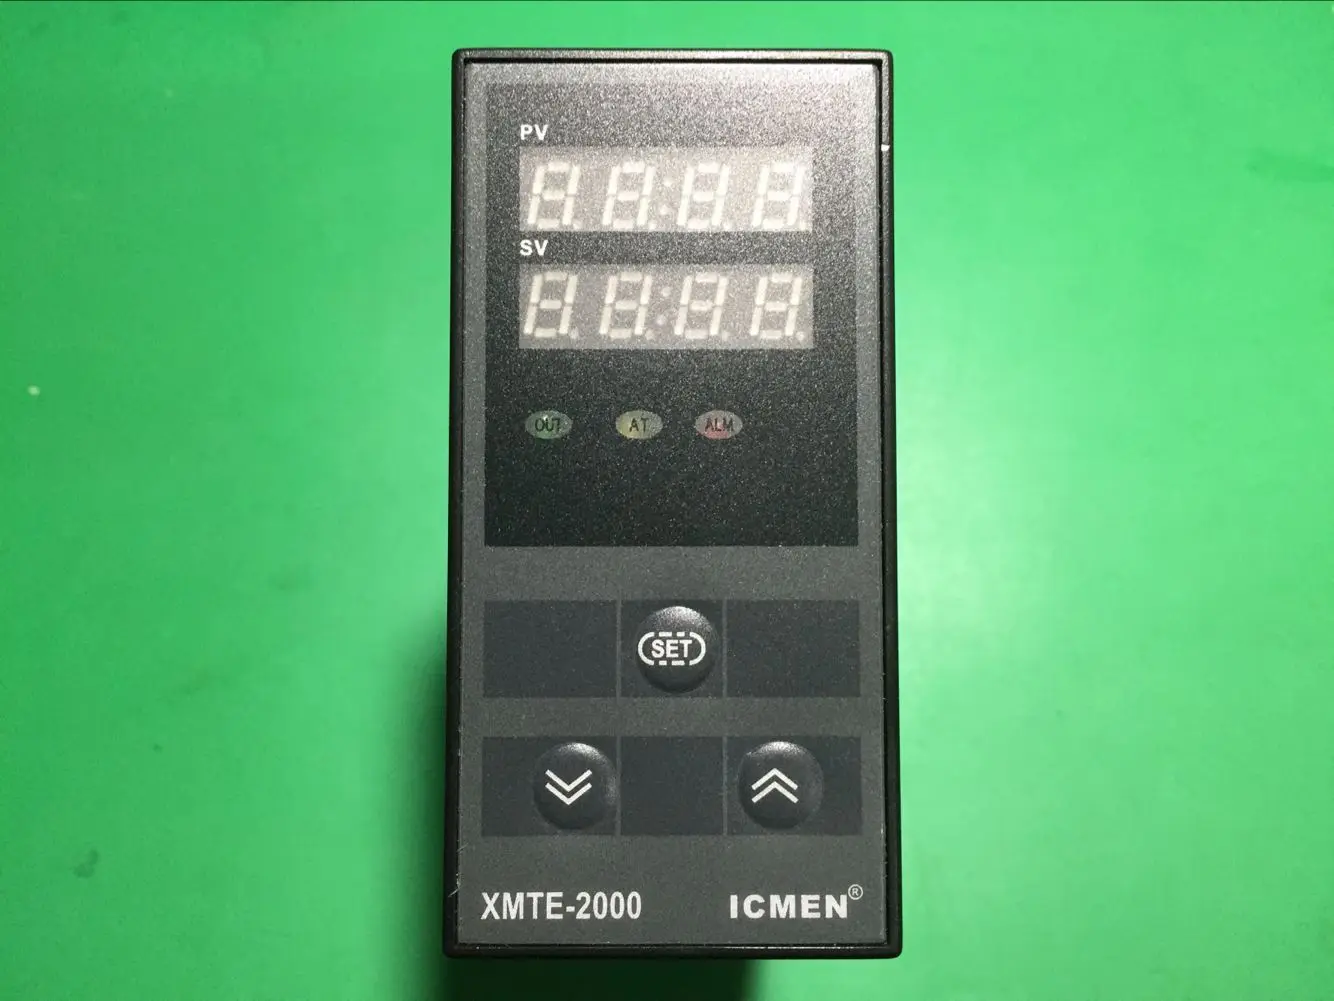 PV
SV
OUT AT ALM
SET
XMTE-2000 ICMEN®